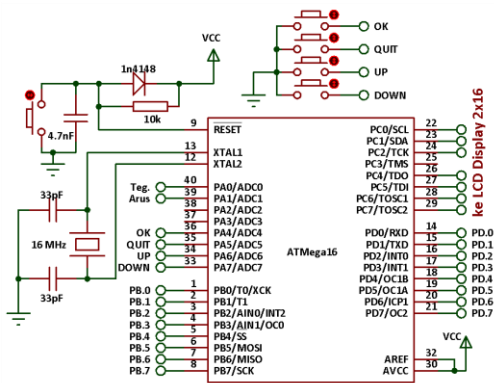 VCC
1n4148
10k
4.7nF
OK
QUIT
UP
DOWN
9 RESET
13 XTAL1
12 XTAL2
33pF
16 MHz
33pF
Teg. 40 PA0/ADC0
Arus 39 PA1/ADC1
38 PA2/ADC2
37 PA3/ADC3
OK 36 PA4/ADC4
QUIT 35 PA5/ADC5
UP 34 PA6/ADC6
DOWN 33 PA7/ADC7
PB.0 1 PB0/T0/XCK
PB.1 2 PB1/T1
PB.2 3 PB2/AIN0/INT2
PB.3 4 PB3/AIN1/OC0
PB.4 5 PB4/SS
PB.5 6 PB5/MOSI
PB.6 7 PB6/MISO
PB.7 8 PB7/SCK
ATMega16
PC0/SCL 22
PC1/SDA 23
PC2/TCK 24
PC3/TMS 25
PC4/TDO 26
PC5/TDI 27
PC6/TOSC1 28
PC7/TOSC2 29
ke LCD Display 2x16
PD0/RXD 14 PD.0
PD1/TXD 15 PD.1
PD2/INT0 16 PD.2
PD3/INT1 17 PD.3
PD4/OC1B 18 PD.4
PD5/OC1A 19 PD.5
PD6/ICP1 20 PD.6
PD7/OC2 21 PD.7
VCC
AREF 32
AVCC 30